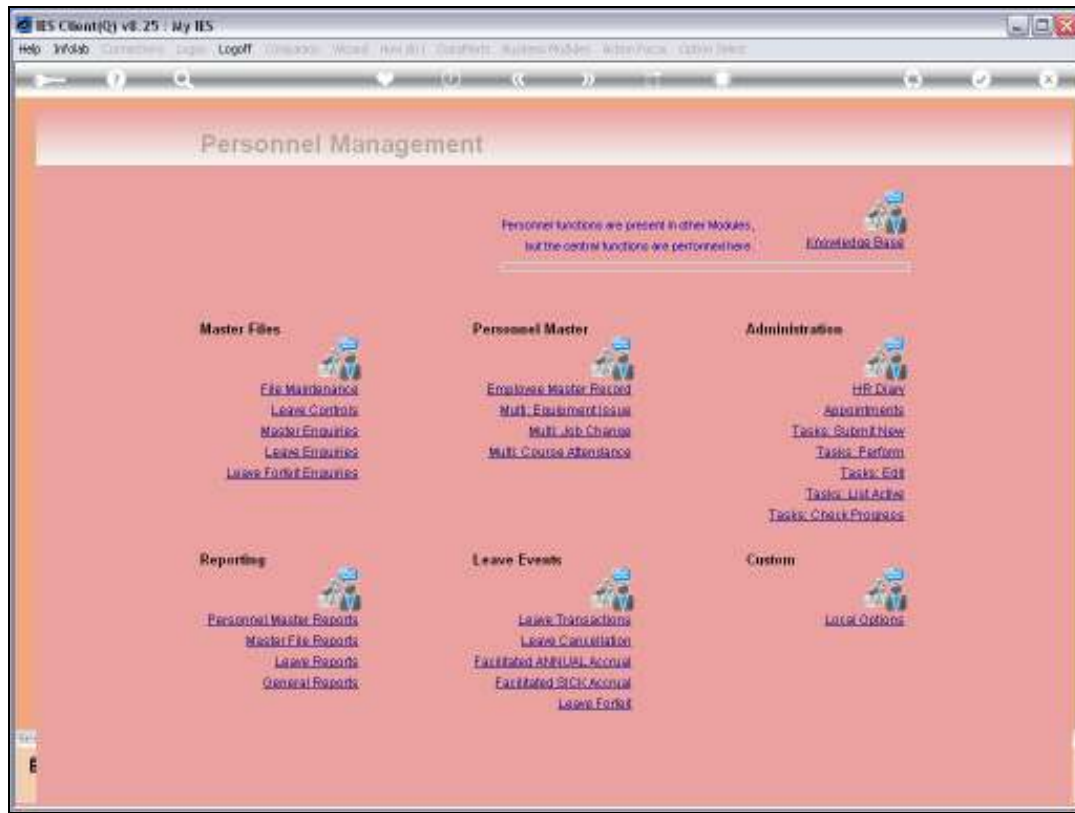 IES Client(Q) v8.25 : My IES
Help Infolab Logoff
Personnel Management
Personnel functions are present in other Modules,
but the central functions are performed here
Knowledge Base
Master Files
File Maintenance
Leave Controls
Master Enquiries
Leave Enquiries
Leave Forfeit Enquiries
Personnel Master
Employee Master Record
Multi: Equipment Issue
Multi: Job Change
Multi: Course Attendance
Administration
HR Diary
Appointments
Tasks: Submit New
Tasks: Perform
Tasks: Edit
Tasks: List Active
Tasks: Check Progress
Reporting
Personnel Master Reports
Master File Reports
Leave Reports
General Reports
Leave Events
Leave Transactions
Leave Cancellation
Facilitated ANNUAL Accrual
Facilitated SICK Accrual
Leave Forfeit
Custom
Local Options